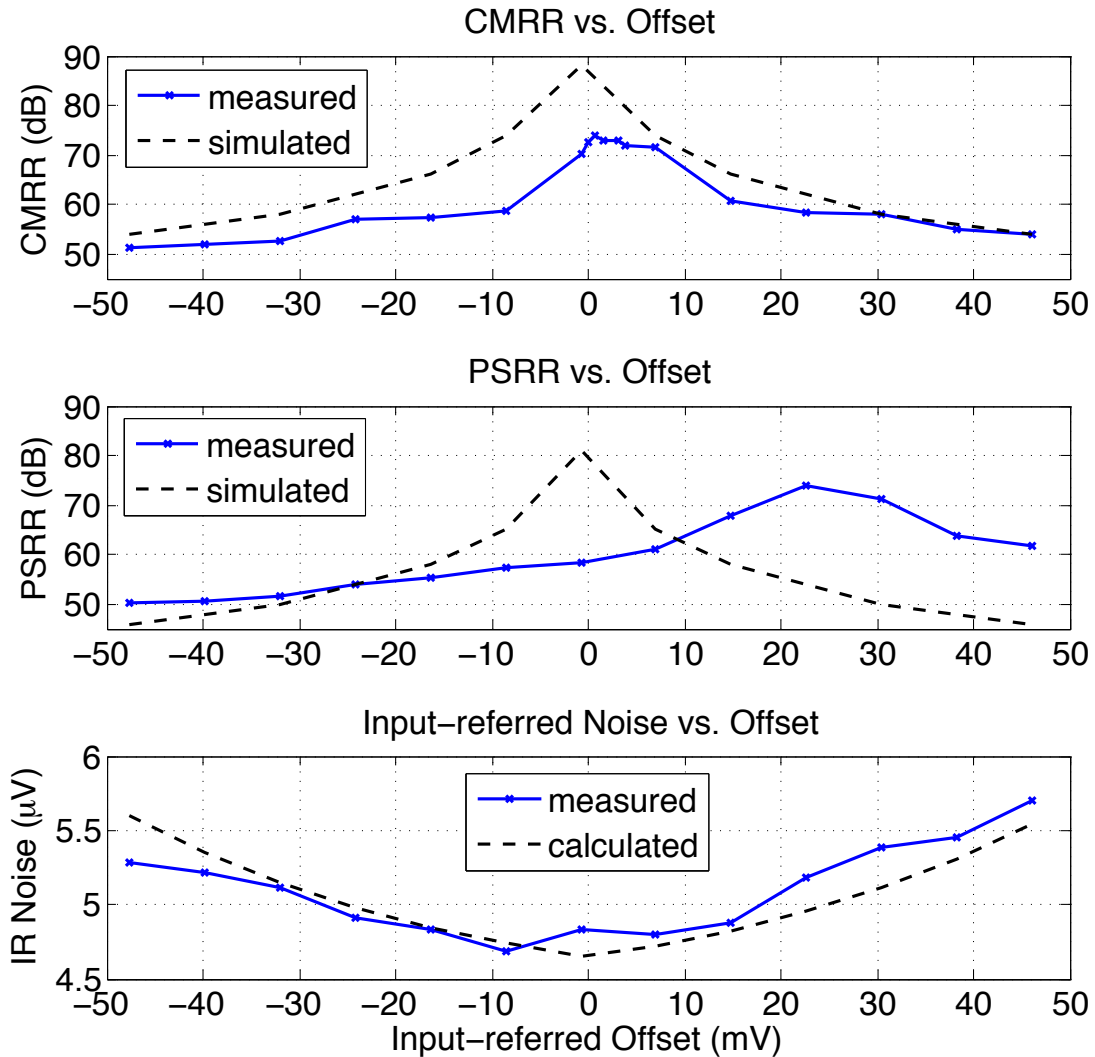 CMRR vs. Offset
CMRR (dB)
90
80
70
60
50
measured
simulated
−50 −40 −30 −20 −10 0 10 20 30 40 50
PSRR vs. Offset
PSRR (dB)
90
80
70
60
50
measured
simulated
−50 −40 −30 −20 −10 0 10 20 30 40 50
Input−referred Noise vs. Offset
IR Noise (μV)
6
5.5
5
4.5
measured
calculated
−50 −40 −30 −20 −10 0 10 20 30 40 50
Input−referred Offset (mV)